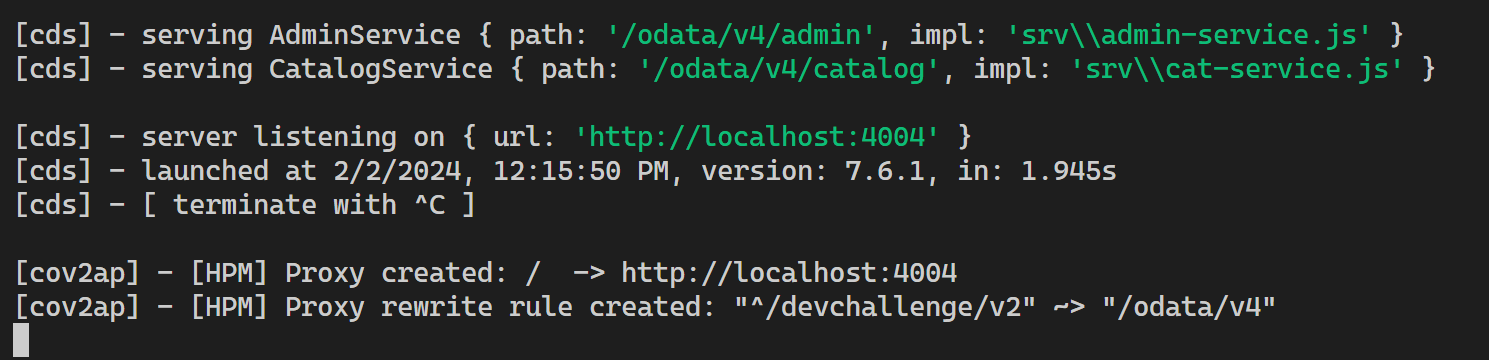 [cds] - serving AdminService { path: '/odata/v4/admin', impl: 'srv\\admin-service.js' }
[cds] - serving CatalogService { path: '/odata/v4/catalog', impl: 'srv\\cat-service.js' }
[cds] - server listening on { url: 'http://localhost:4004' }
[cds] - launched at 2/2/2024, 12:15:50 PM, version: 7.6.1, in: 1.945s
[cds] - [ terminate with ^C ]
[cov2ap] - [HPM] Proxy created: /  -> http://localhost:4004
[cov2ap] - [HPM] Proxy rewrite rule created: "^/devchallenge/v2" ~> "/odata/v4"